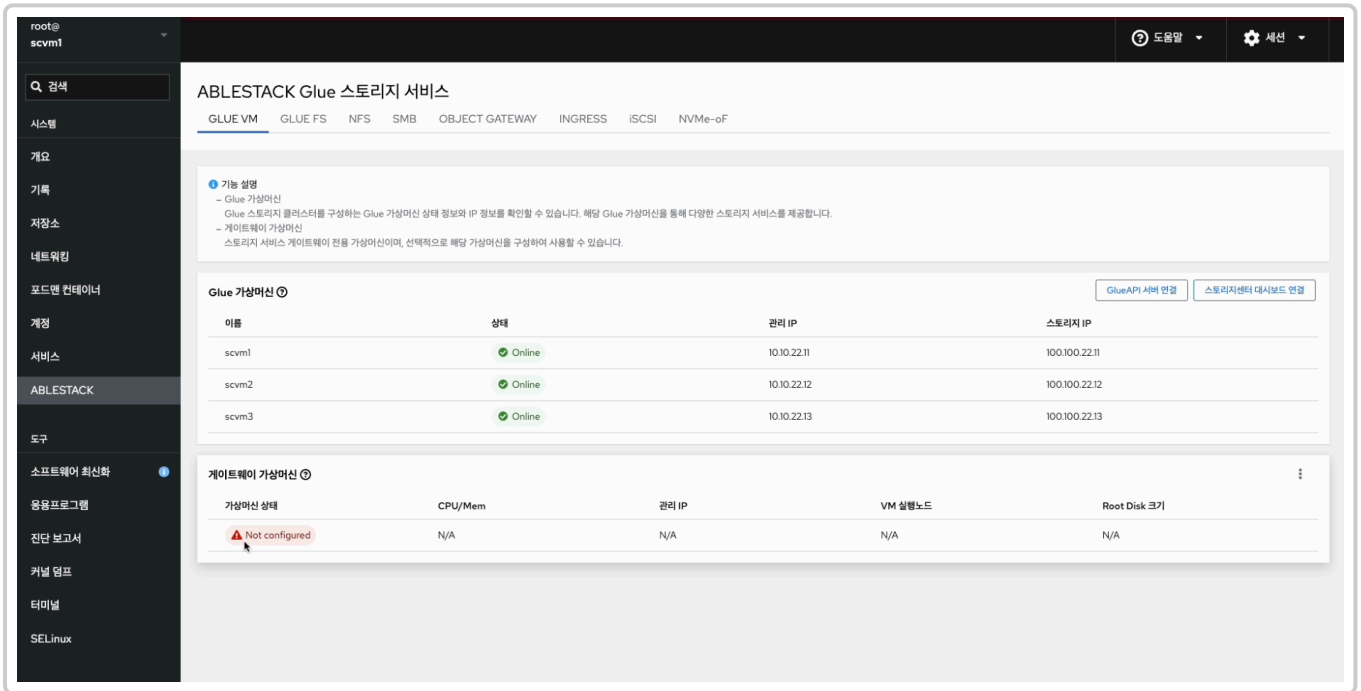 root@
scvm1
도움말
세션
검색
시스템
개요
기록
저장소
네트워킹
포드맨 컨테이너
계정
서비스
ABLESTACK
도구
소프트웨어 최신화
응용프로그램
진단 보고서
커널 덤프
터미널
SELinux
ABLESTACK Glue 스토리지 서비스
GLUE VM GLUE FS NFS SMB OBJECT GATEWAY INGRESS iSCSI NVMe-oF
기능 설명
– Glue 가상머신
Glue 스토리지 클러스터를 구성하는 Glue 가상머신 상태 정보와 IP 정보를 확인할 수 있습니다. 해당 Glue 가상머신을 통해 다양한 스토리지 서비스를 제공합니다.
– 게이트웨이 가상머신
스토리지 서비스 게이트웨이 전용 가상머신이며, 선택적으로 해당 가상머신을 구성하여 사용할 수 있습니다.
Glue 가상머신
GlueAPI 서버 연결 스토리지센터 대시보드 연결
이름 상태 관리 IP 스토리지 IP
scvm1 Online 10.10.22.11 100.100.22.11
scvm2 Online 10.10.22.12 100.100.22.12
scvm3 Online 10.10.22.13 100.100.22.13
게이트웨이 가상머신
가상머신 상태 CPU/Mem 관리 IP VM 실행노드 Root Disk 크기
Not configured N/A N/A N/A N/A